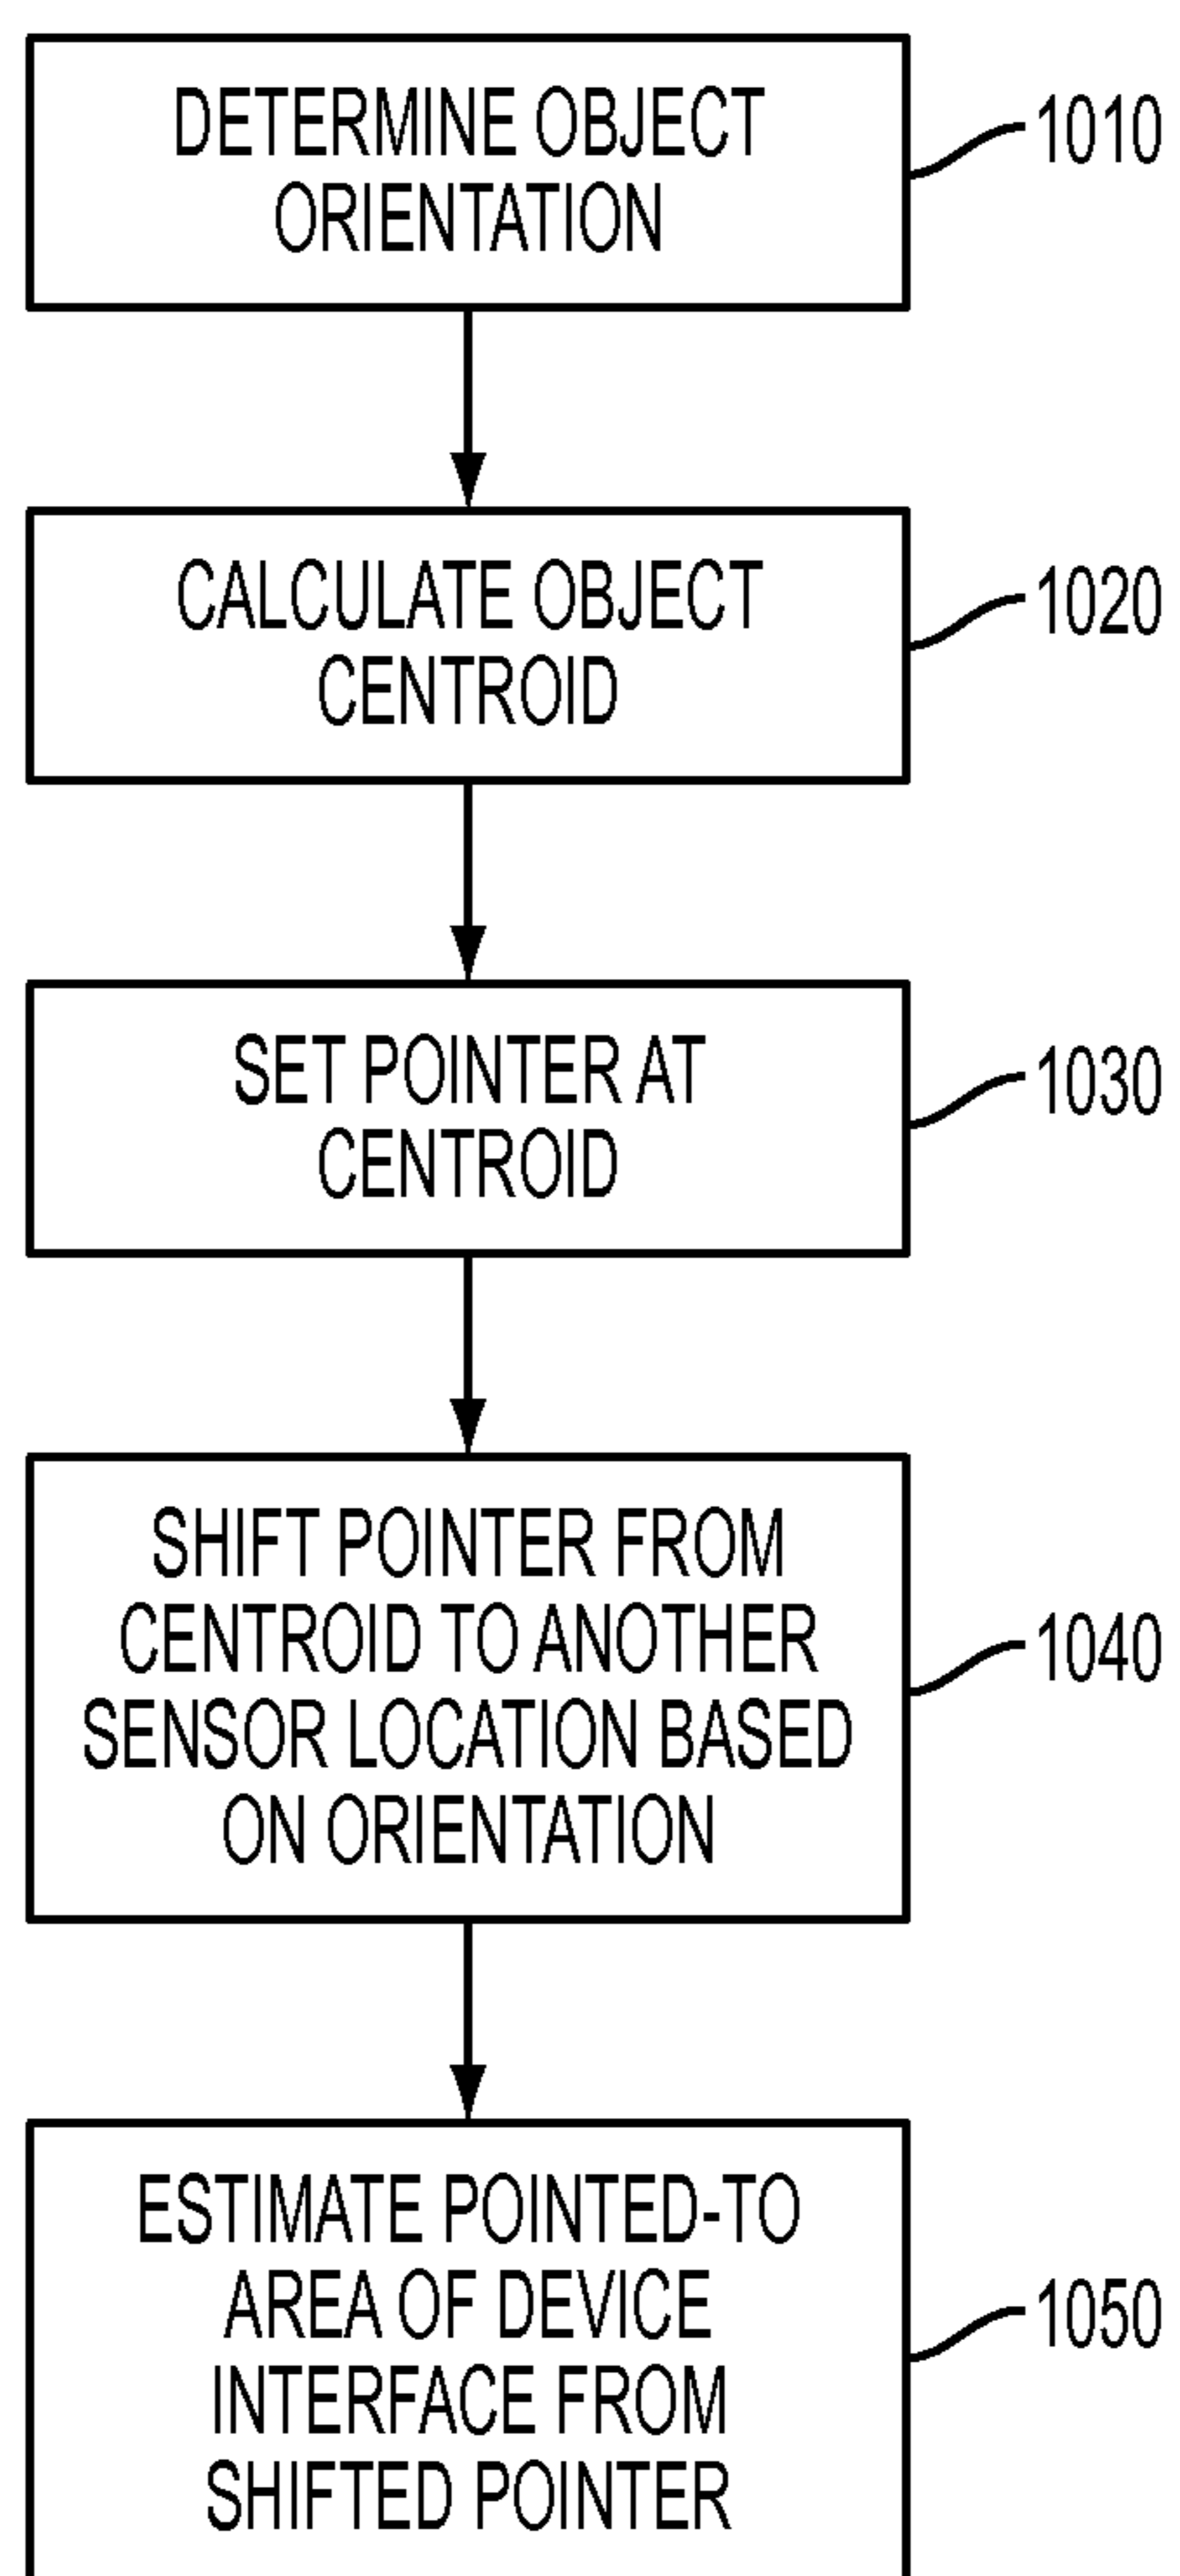 DETERMINE OBJECT
ORIENTATION
1010
CALCULATE OBJECT
CENTROID
1020
SET POINTER AT
CENTROID
1030
SHIFT POINTER FROM
CENTROID TO ANOTHER
SENSOR LOCATION BASED
ON ORIENTATION
1040
ESTIMATE POINTED-TO
AREA OF DEVICE
INTERFACE FROM
SHIFTED POINTER
1050